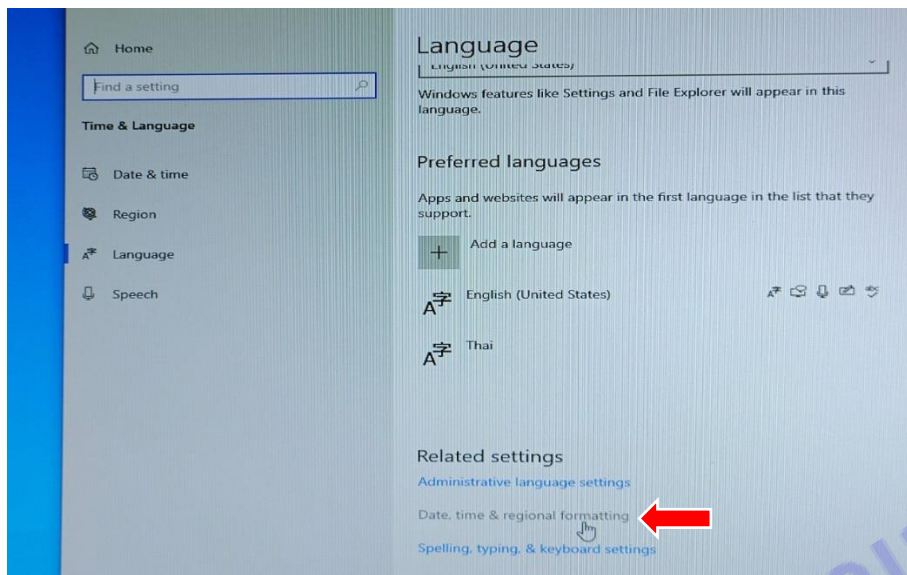 Home
Find a setting
Time & Language
Date & time
Region
Language
Speech
Language
English (United States)
Windows features like Settings and File Explorer will appear in this
language.
Preferred languages
Apps and websites will appear in the first language in the list that they
support.
Add a language
English (United States)
Thai
Related settings
Administrative language settings
Date, time & regional formatting
Spelling, typing, & keyboard settings